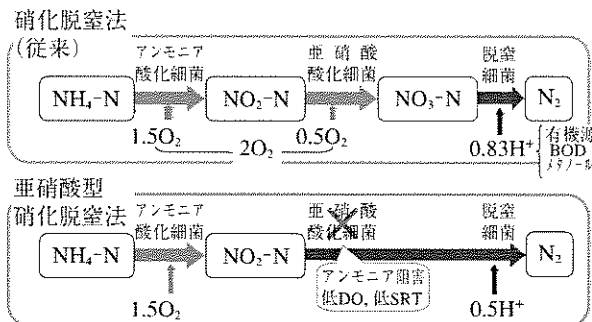 硝化脱窒法
(従来)
アンモニア
酸化細菌
亜硝酸
酸化細菌
脱窒
細菌
NH₄-N
NO₂-N
NO₃-N
N₂
1.5O₂
2O₂
0.5O₂
0.83H⁺
有機源
BOD
メタノール
亜硝酸型
硝化脱窒法
アンモニア
酸化細菌
亜硝酸
酸化細菌
脱窒
細菌
NH₄-N
NO₂-N
N₂
アンモニア阻害
低DO, 低SRT
1.5O₂
0.5H⁺